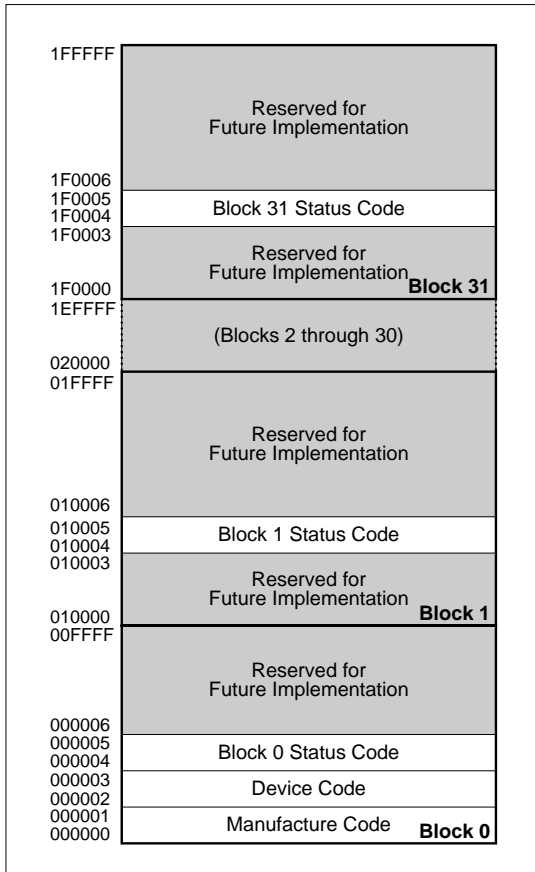 1FFFFF
Reserved for
Future Implementation
1F0006
1F0005
Block 31 Status Code
1F0004
1F0003
Reserved for
Future Implementation
Block 31
1F0000
1EFFFF
(Blocks 2 through 30)
020000
01FFFF
Reserved for
Future Implementation
010006
010005
Block 1 Status Code
010004
010003
Reserved for
Future Implementation
Block 1
010000
00FFFF
Reserved for
Future Implementation
000006
000005
Block 0 Status Code
000004
000003
Device Code
000002
000001
Manufacture Code
Block 0
000000